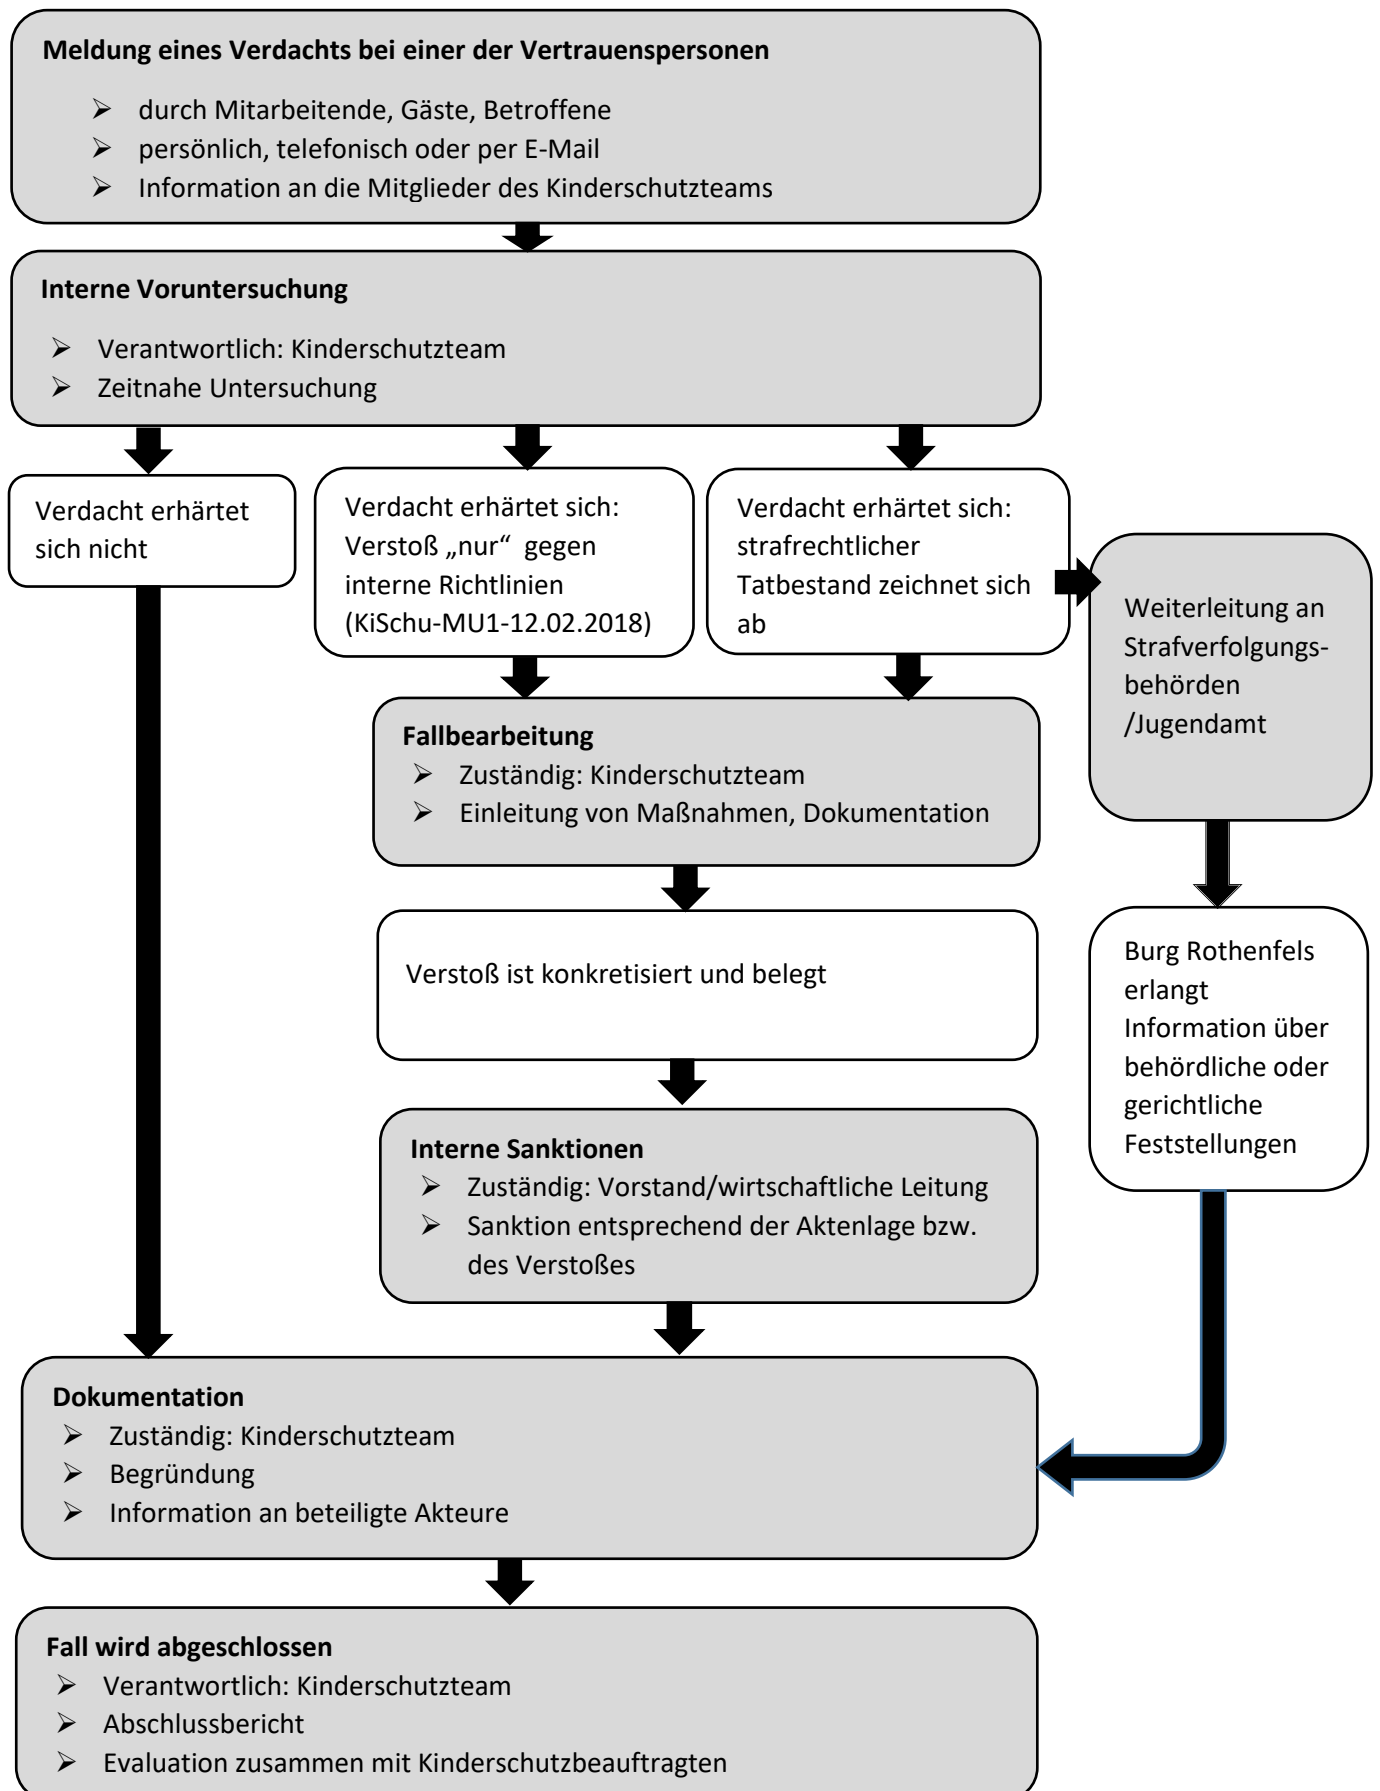 Meldung eines Verdachts bei einer der Vertrauenspersonen
➢ durch Mitarbeitende, Gäste, Betroffene
➢ persönlich, telefonisch oder per E-Mail
➢ Information an die Mitglieder des Kinderschutzteams
Interne Voruntersuchung
➢ Verantwortlich: Kinderschutzteam
➢ Zeitnahe Untersuchung
Verdacht erhärtet
sich nicht
Verdacht erhärtet sich:
Verstoß „nur“ gegen
interne Richtlinien
(KiSchu-MU1-12.02.2018)
Verdacht erhärtet sich:
strafrechtlicher
Tatbestand zeichnet sich
ab
Weiterleitung an
Strafverfolgungs-
behörden
/Jugendamt
Fallbearbeitung
➢ Zuständig: Kinderschutzteam
➢ Einleitung von Maßnahmen, Dokumentation
Verstoß ist konkretisiert und belegt
Burg Rothenfels
erlangt
Information über
behördliche oder
gerichtliche
Feststellungen
Interne Sanktionen
➢ Zuständig: Vorstand/wirtschaftliche Leitung
➢ Sanktion entsprechend der Aktenlage bzw.
des Verstoßes
Dokumentation
➢ Zuständig: Kinderschutzteam
➢ Begründung
➢ Information an beteiligte Akteure
Fall wird abgeschlossen
➢ Verantwortlich: Kinderschutzteam
➢ Abschlussbericht
➢ Evaluation zusammen mit Kinderschutzbeauftragten